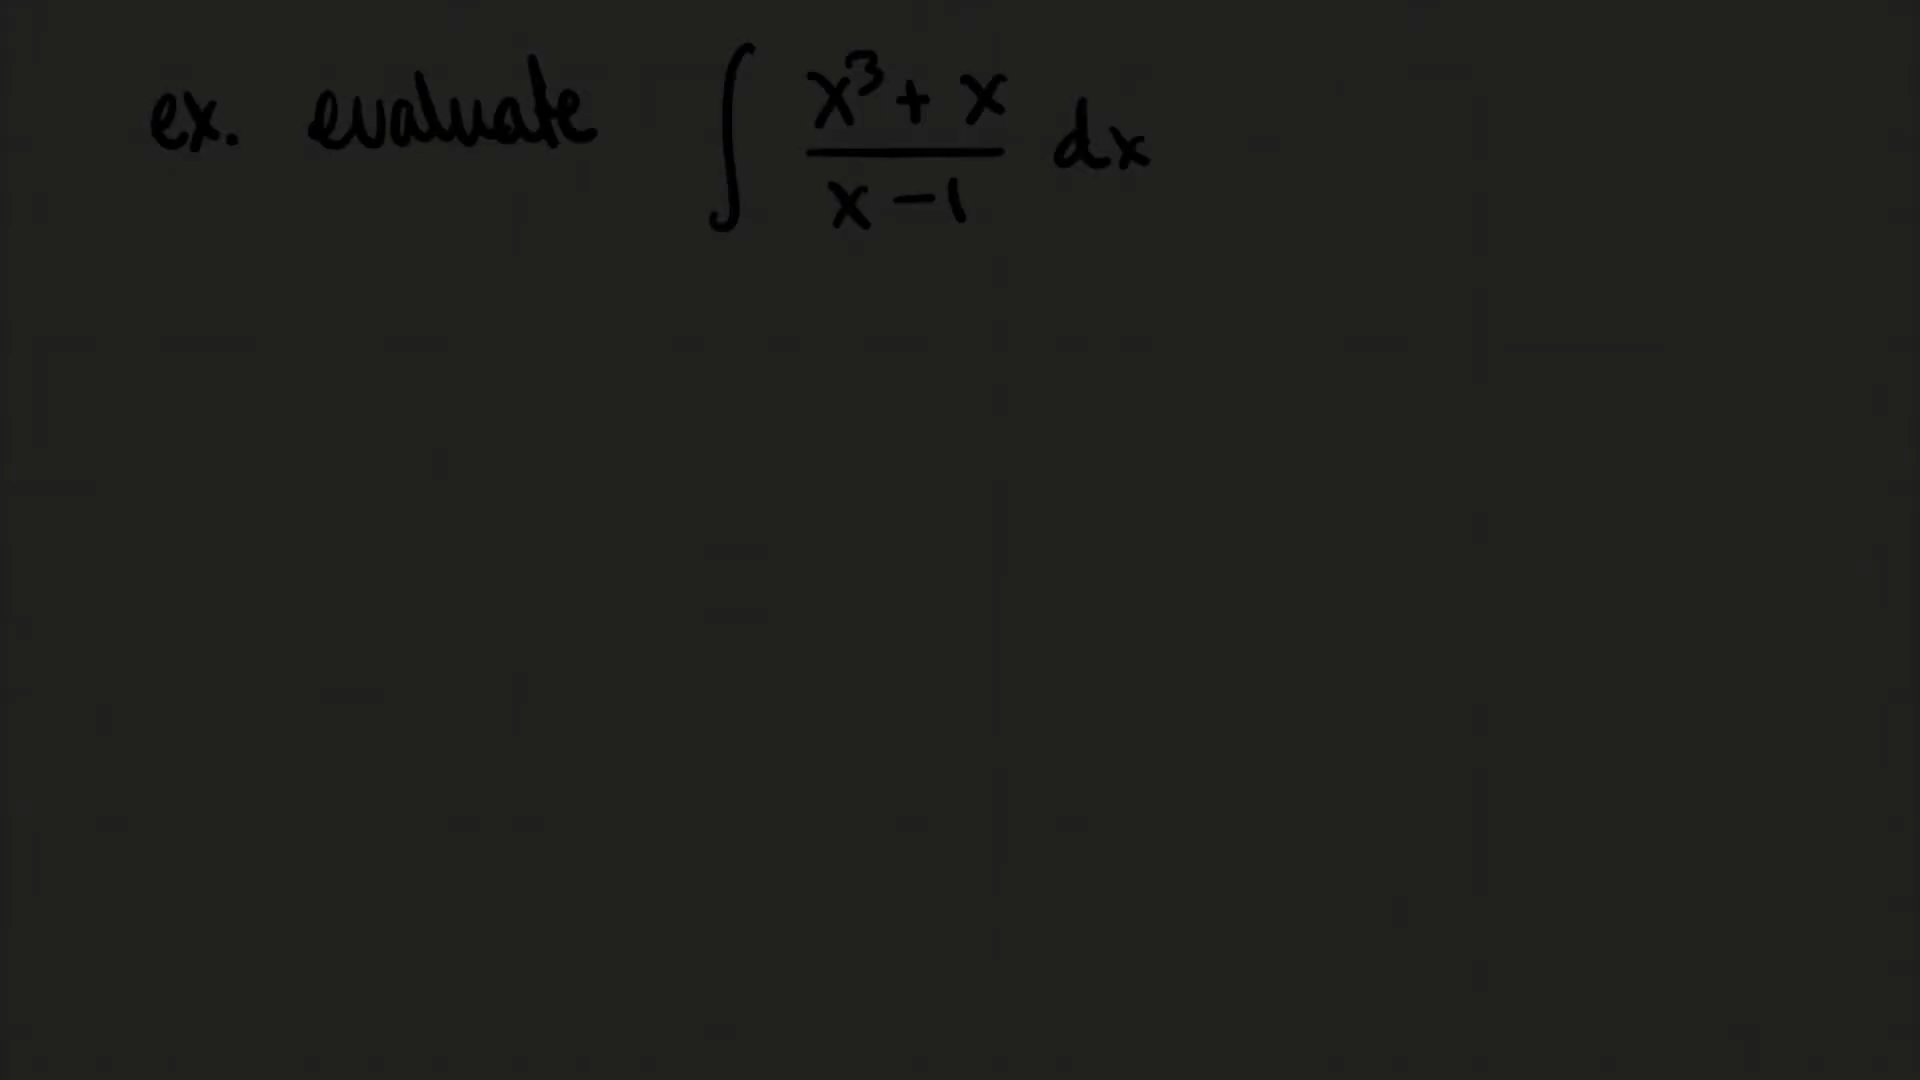 ex. evaluate ∫ (x³ + x)/(x - 1) dx